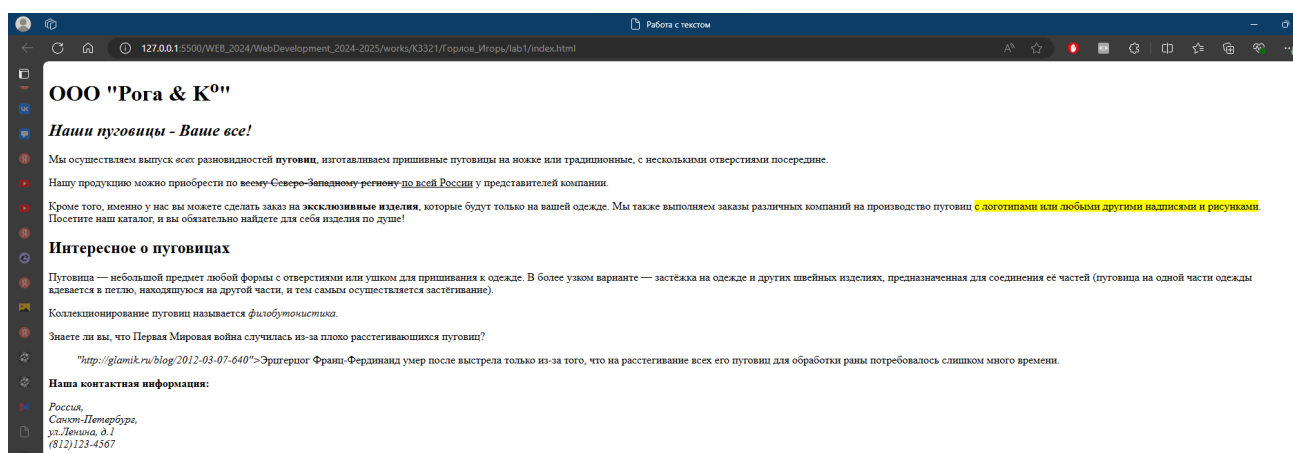 Работа с текстом
127.0.0.1:5500/WEB_2024/WebDevelopment_2024-2025/works/K3321/Горлов_Игорь/lab1/index.html
ООО "Рога & Kº"
Наши пуговицы - Ваше все!
Мы осуществляем выпуск всех разновидностей пуговиц, изготавливаем пришивные пуговицы на ножке или традиционные, с несколькими отверстиями посередине.
Нашу продукцию можно приобрести по всему Северо-Западному региону по всей России у представителей компании.
Кроме того, именно у нас вы можете сделать заказ на эксклюзивные изделия, которые будут только на вашей одежде. Мы также выполняем заказы различных компаний на производство пуговиц с логотипами или любыми другими надписями и рисунками.
Посетите наш каталог, и вы обязательно найдете для себя изделия по душе!
Интересное о пуговицах
Пуговица — небольшой предмет любой формы с отверстиями или ушком для пришивания к одежде. В более узком варианте — застёжка на одежде и других швейных изделиях, предназначенная для соединения её частей (пуговица на одной части одежды
вдевается в петлю, находящуюся на другой части, и тем самым осуществляется застёгивание).
Коллекционирование пуговиц называется филобутонистика.
Знаете ли вы, что Первая Мировая война случилась из-за плохо расстегивающихся пуговиц?
"http://glamik.ru/blog/2012-03-07-640">Эрцгерцог Франц-Фердинанд умер после выстрела только из-за того, что на расстегивание всех его пуговиц для обработки раны потребовалось слишком много времени.
Наша контактная информация:
Россия,
Санкт-Петербург,
ул.Ленина, д.1
(812)123-4567